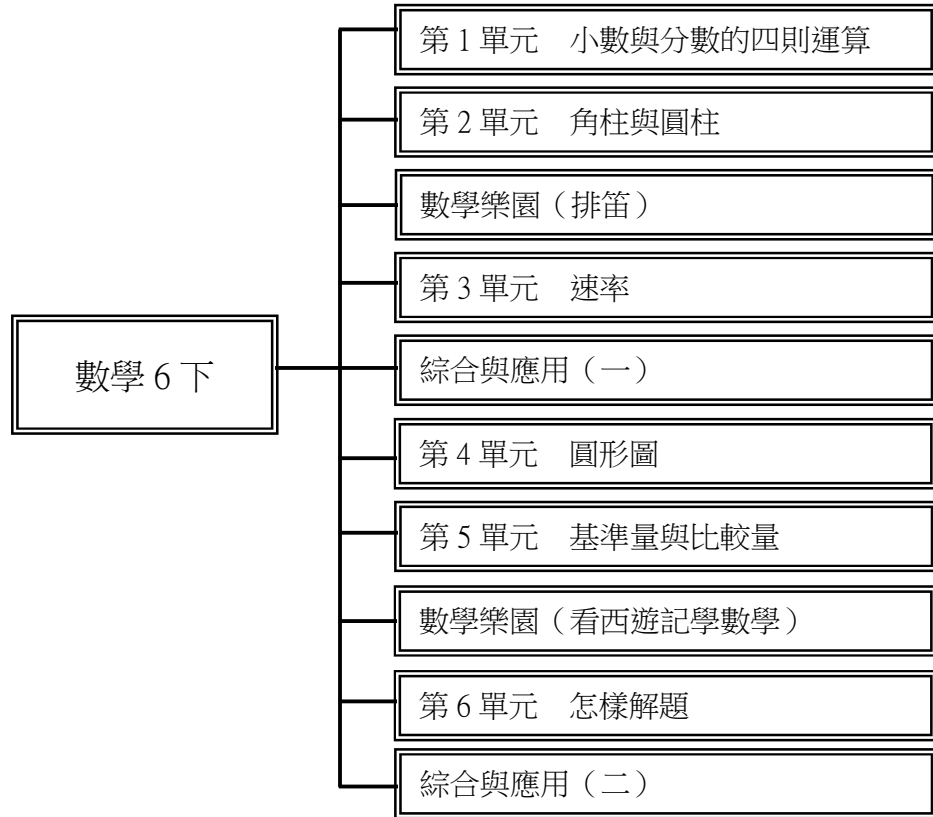 第 1 單元　小數與分數的四則運算
第 2 單元　角柱與圓柱
數學樂園（排笛）
第 3 單元　速率
數學 6 下
綜合與應用（一）
第 4 單元　圓形圖
第 5 單元　基準量與比較量
數學樂園（看西遊記學數學）
第 6 單元　怎樣解題
綜合與應用（二）